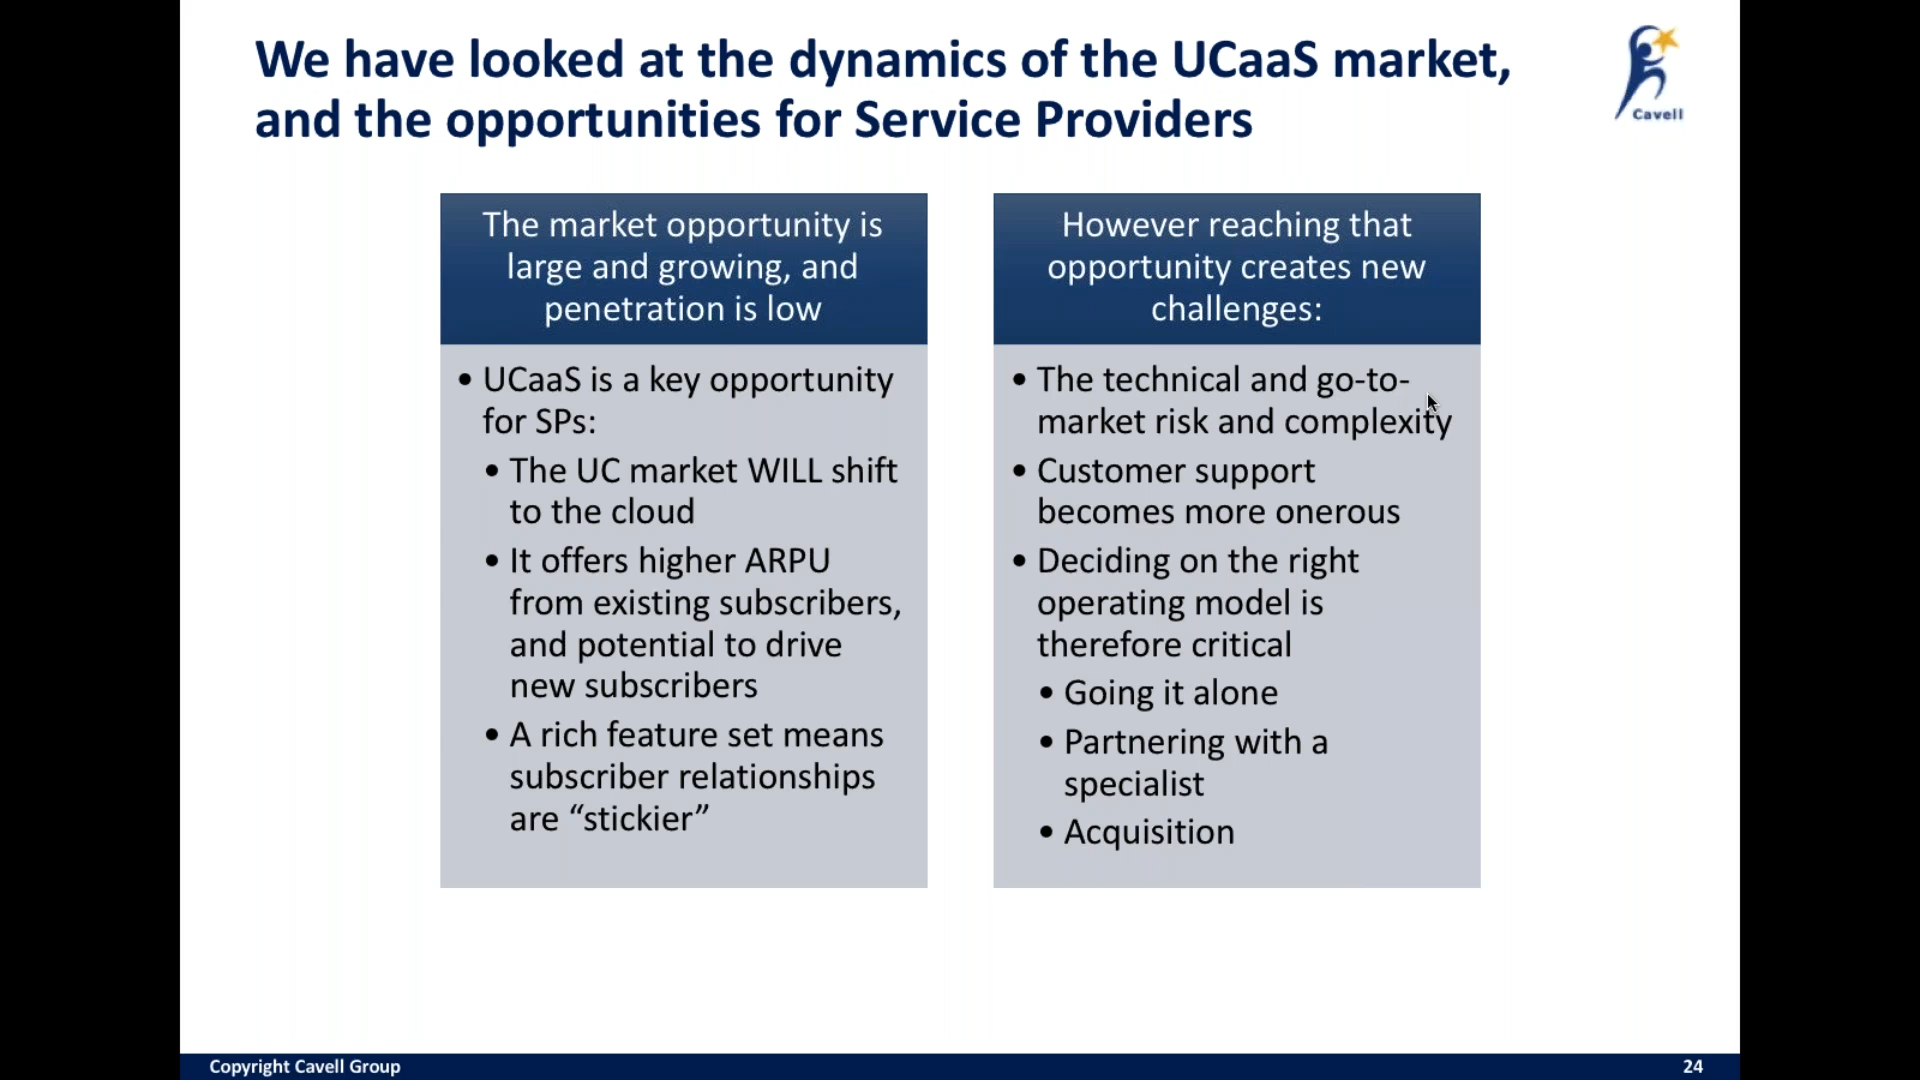 We have looked at the dynamics of the UCaaS market,
and the opportunities for Service Providers
Cavell
The market opportunity is
large and growing, and
penetration is low
• UCaaS is a key opportunity
for SPs:
• The UC market WILL shift
to the cloud
• It offers higher ARPU
from existing subscribers,
and potential to drive
new subscribers
• A rich feature set means
subscriber relationships
are “stickier”
However reaching that
opportunity creates new
challenges:
• The technical and go-to-
market risk and complexity
• Customer support
becomes more onerous
• Deciding on the right
operating model is
therefore critical
• Going it alone
• Partnering with a
specialist
• Acquisition
Copyright Cavell Group
24